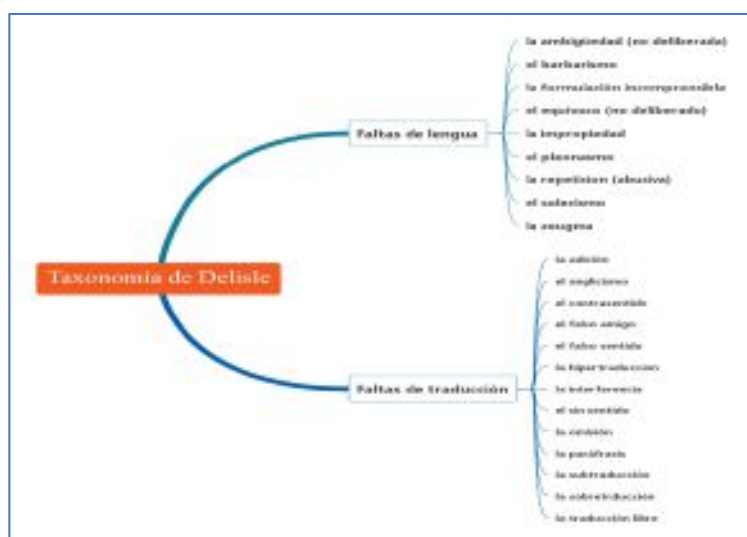 Taxonomía de Delisle
Faltas de lengua
la ambigüedad (no deliberada)
el barbarismo
la formulación incomprensible
el equívoco (no deliberado)
la impropiedad
el pleonasmo
la repetition (abusiva)
el solecismo
la zeugma
Faltas de traducción
la adición
el anglicismo
el contrasentido
el falso amigo
el falso sentido
la hipertraduccion
la interferencia
el sin sentido
la omisión
la paráfrasis
la subtraducción
la sobretraducción
la traducción libre